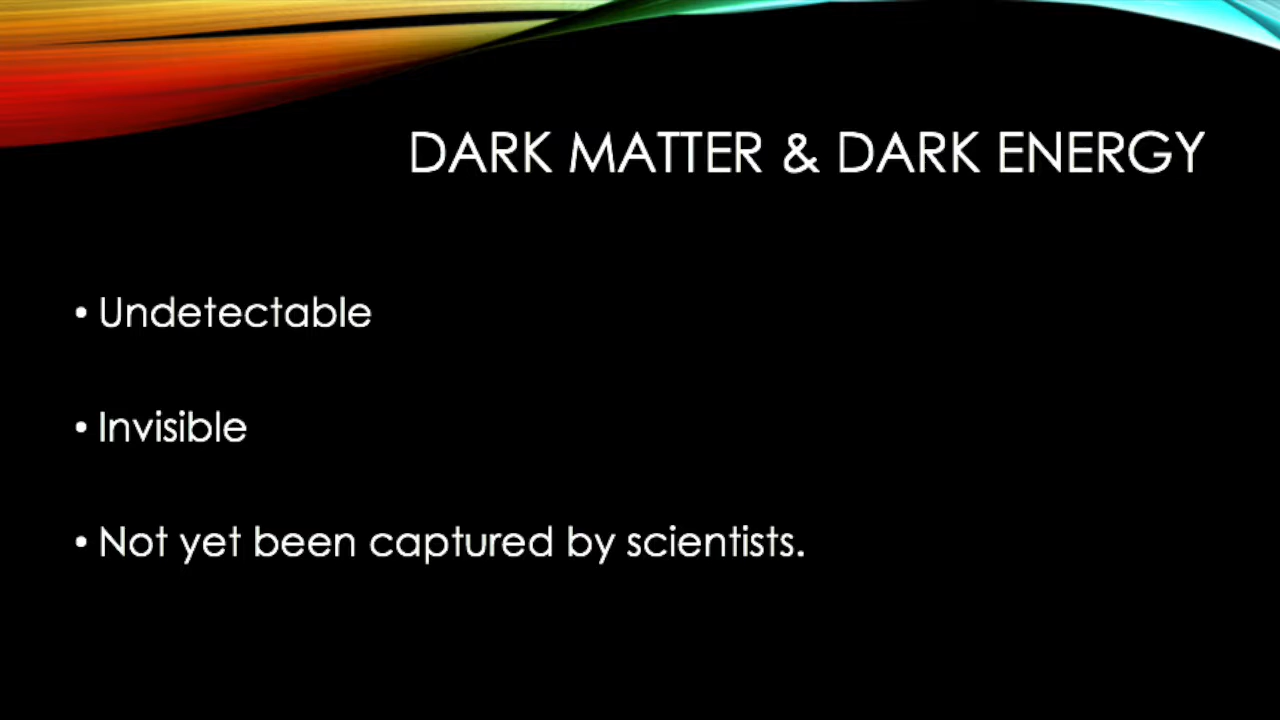 DARK MATTER & DARK ENERGY
• Undetectable
• Invisible
• Not yet been captured by scientists.